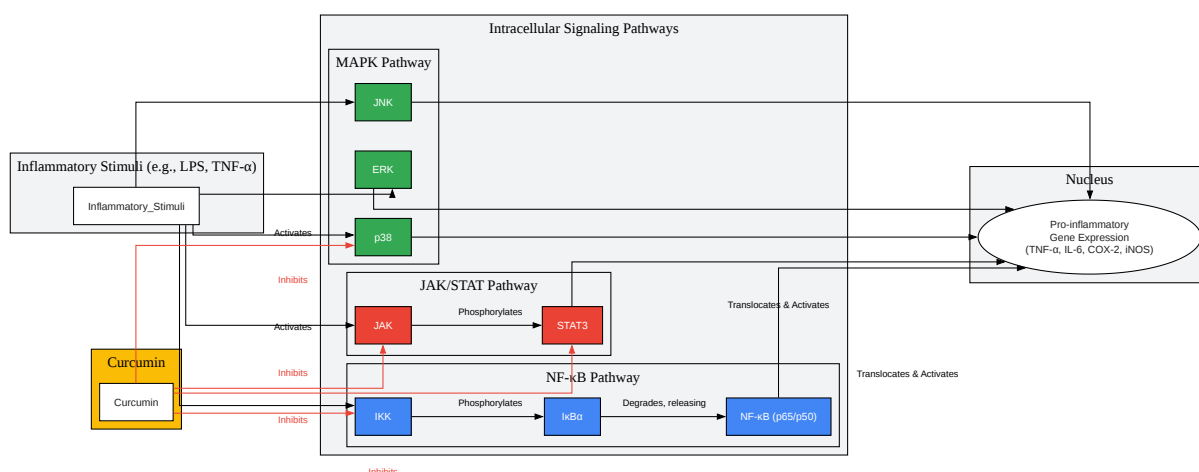 Intracellular Signaling Pathways
MAPK Pathway
JNK
Inflammatory Stimuli (e.g., LPS, TNF-α)
ERK
Nucleus
Inflammatory_Stimuli
Activates
p38
Pro-inflammatory
Gene Expression
(TNF-α, IL-6, COX-2, iNOS)
Inhibits
JAK/STAT Pathway
Translocates & Activates
Phosphorylates
Activates
JAK
STAT3
Curcumin
Inhibits
NF-κB Pathway
Translocates & Activates
Curcumin
Phosphorylates
Degrades, releasing
Inhibits
IKK
IκBα
NF-κB (p65/p50)
Inhibits